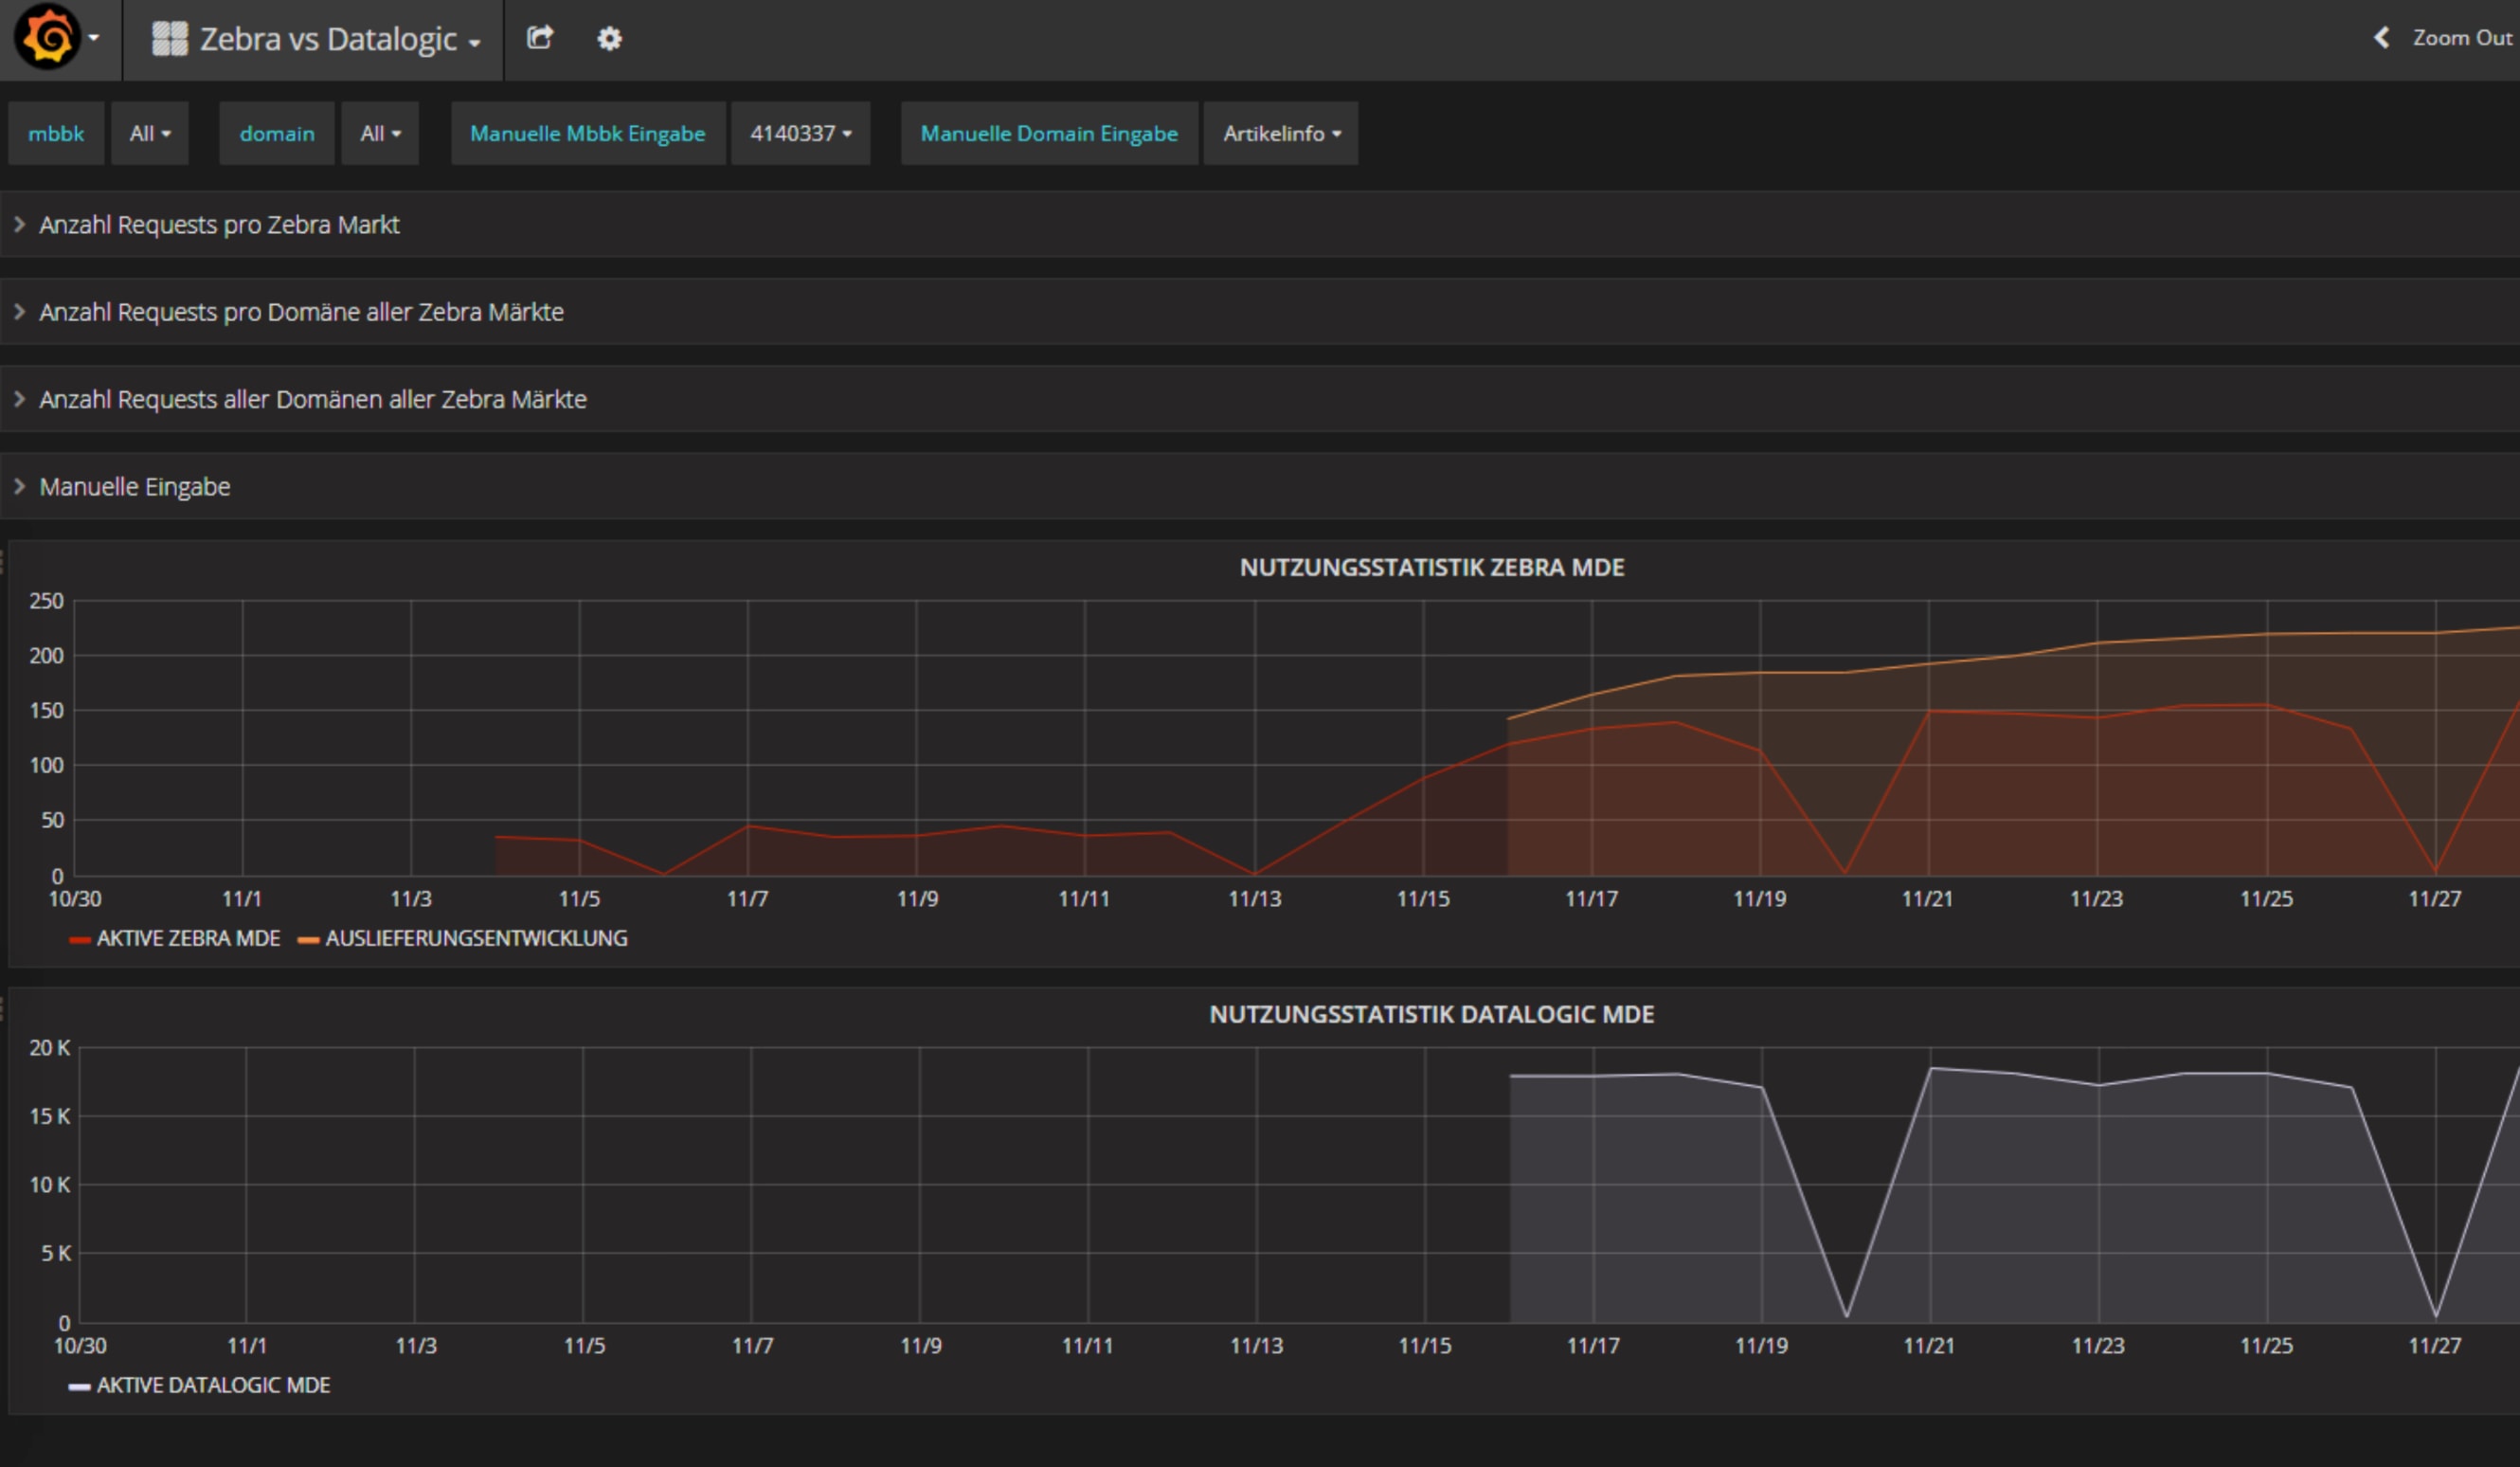 Zebra vs Datalogic Zoom Out
mbbk All domain All Manuelle Mbbk Eingabe 4140337 Manuelle Domain Eingabe Artikelinfo
Anzahl Requests pro Zebra Markt
Anzahl Requests pro Domäne aller Zebra Märkte
Anzahl Requests aller Domänen aller Zebra Märkte
Manuelle Eingabe
NUTZUNGSSTATISTIK ZEBRA MDE
250
200
150
100
50
0
10/30 11/1 11/3 11/5 11/7 11/9 11/11 11/13 11/15 11/17 11/19 11/21 11/23 11/25 11/27
AKTIVE ZEBRA MDE AUSLIEFERUNGSENTWICKLUNG
NUTZUNGSSTATISTIK DATALOGIC MDE
20 K
15 K
10 K
5 K
0
10/30 11/1 11/3 11/5 11/7 11/9 11/11 11/13 11/15 11/17 11/19 11/21 11/23 11/25 11/27
AKTIVE DATALOGIC MDE